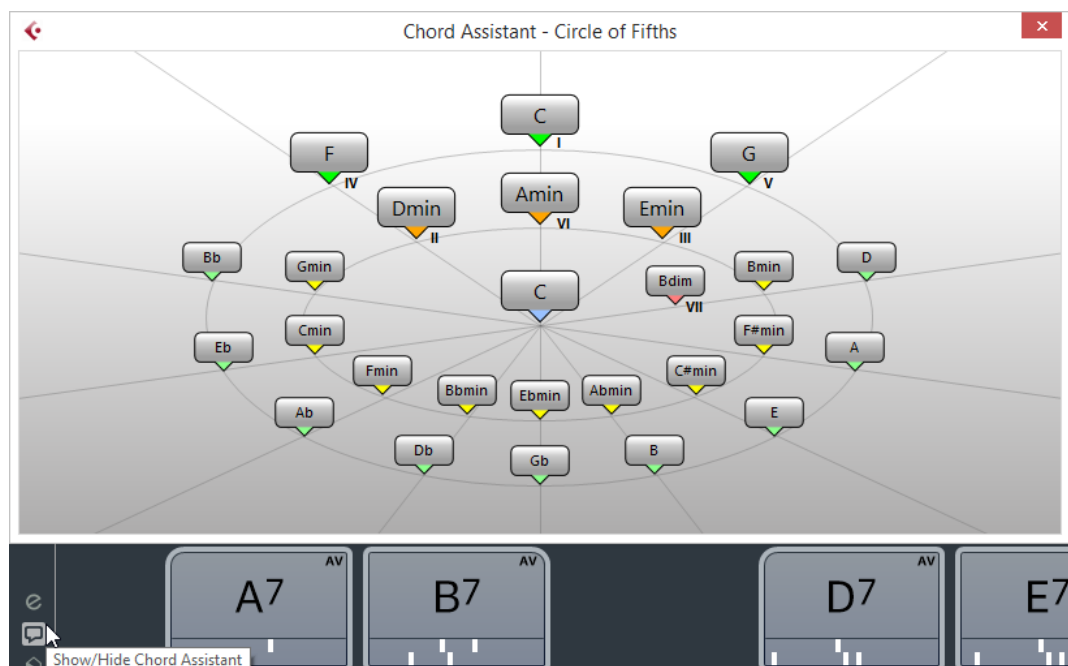 Chord Assistant - Circle of Fifths
C
I
F
IV
G
V
Amin
VI
Dmin
II
Emin
III
Bb
Gmin
Bmin
D
C
Bdim
VII
Eb
Cmin
F#min
A
Fmin
C#min
Bbmin
Ebmin
Abmin
Ab
E
Db
Gb
B
AV
AV
AV
A7
B7
D7
E7
e
Show/Hide Chord Assistant